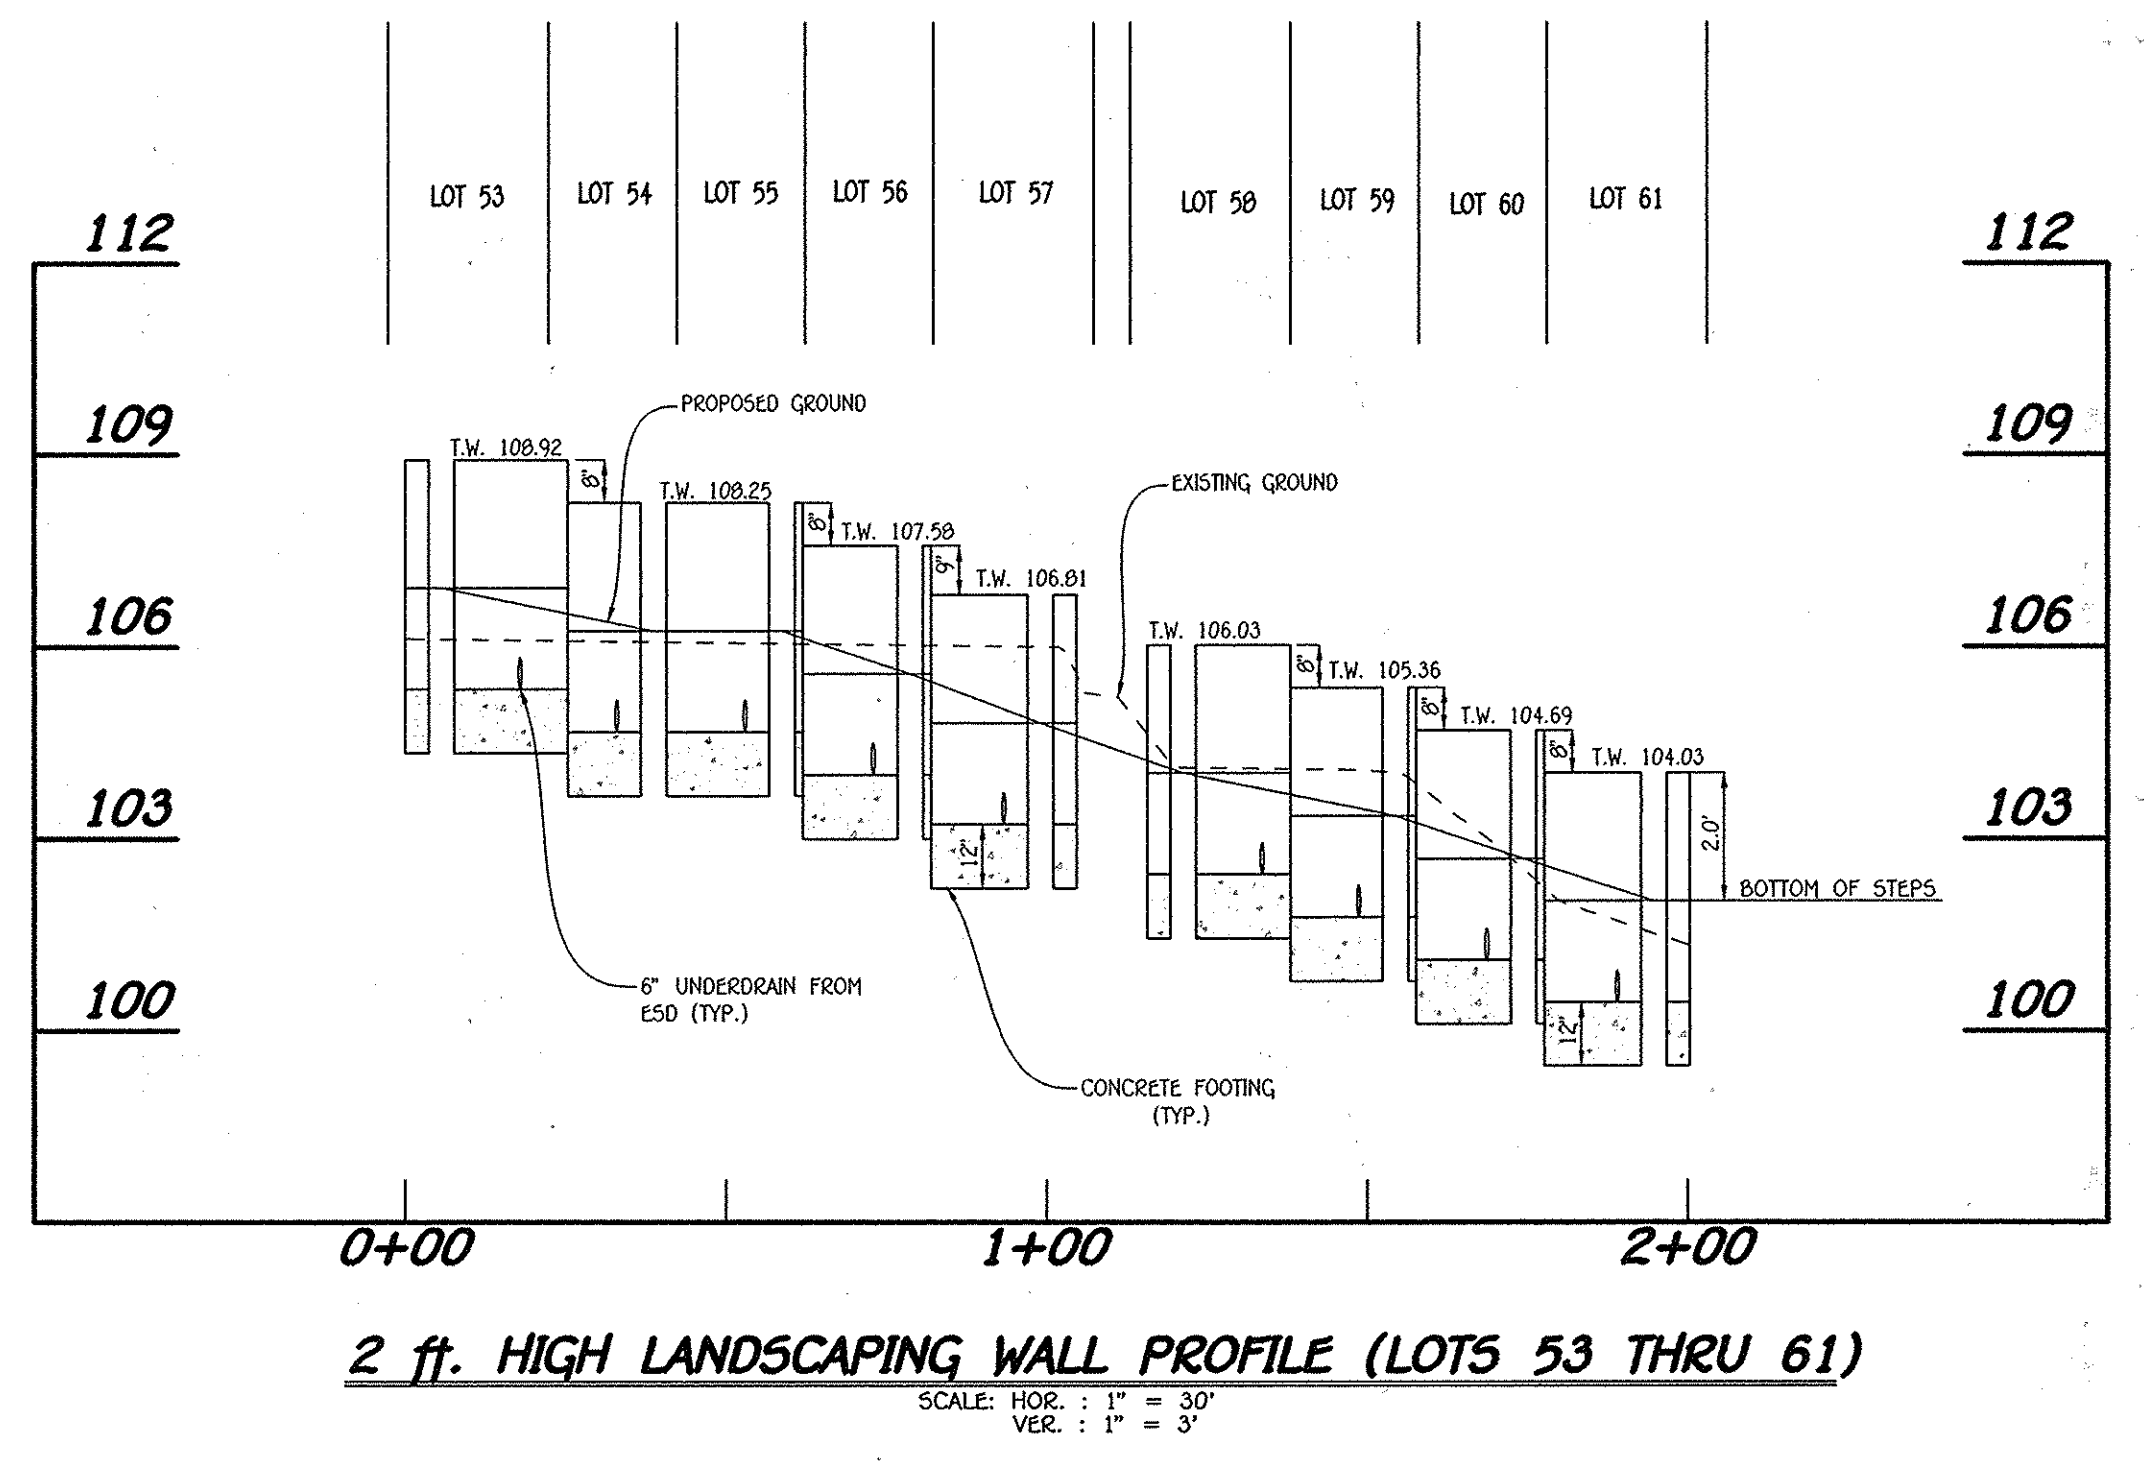 LOT 53 LOT 54 LOT 55 LOT 56 LOT 57 LOT 58 LOT 59 LOT 60 LOT 61
112 112
PROPOSED GROUND
109 109
T.W. 108.92
8"
T.W. 108.25
EXISTING GROUND
8"
T.W. 107.58
9"
T.W. 106.81
106 106
T.W. 106.03
8"
T.W. 105.36
8"
T.W. 104.69
8"
T.W. 104.03
103 103
2.0'
12"
BOTTOM OF STEPS
6" UNDERDRAIN FROM
ESD (TYP.)
100 100
12"
CONCRETE FOOTING
(TYP.)
0+00 1+00 2+00
2 ft. HIGH LANDSCAPING WALL PROFILE (LOTS 53 THRU 61)
SCALE: HOR. : 1" = 30'
VER. : 1" = 3'